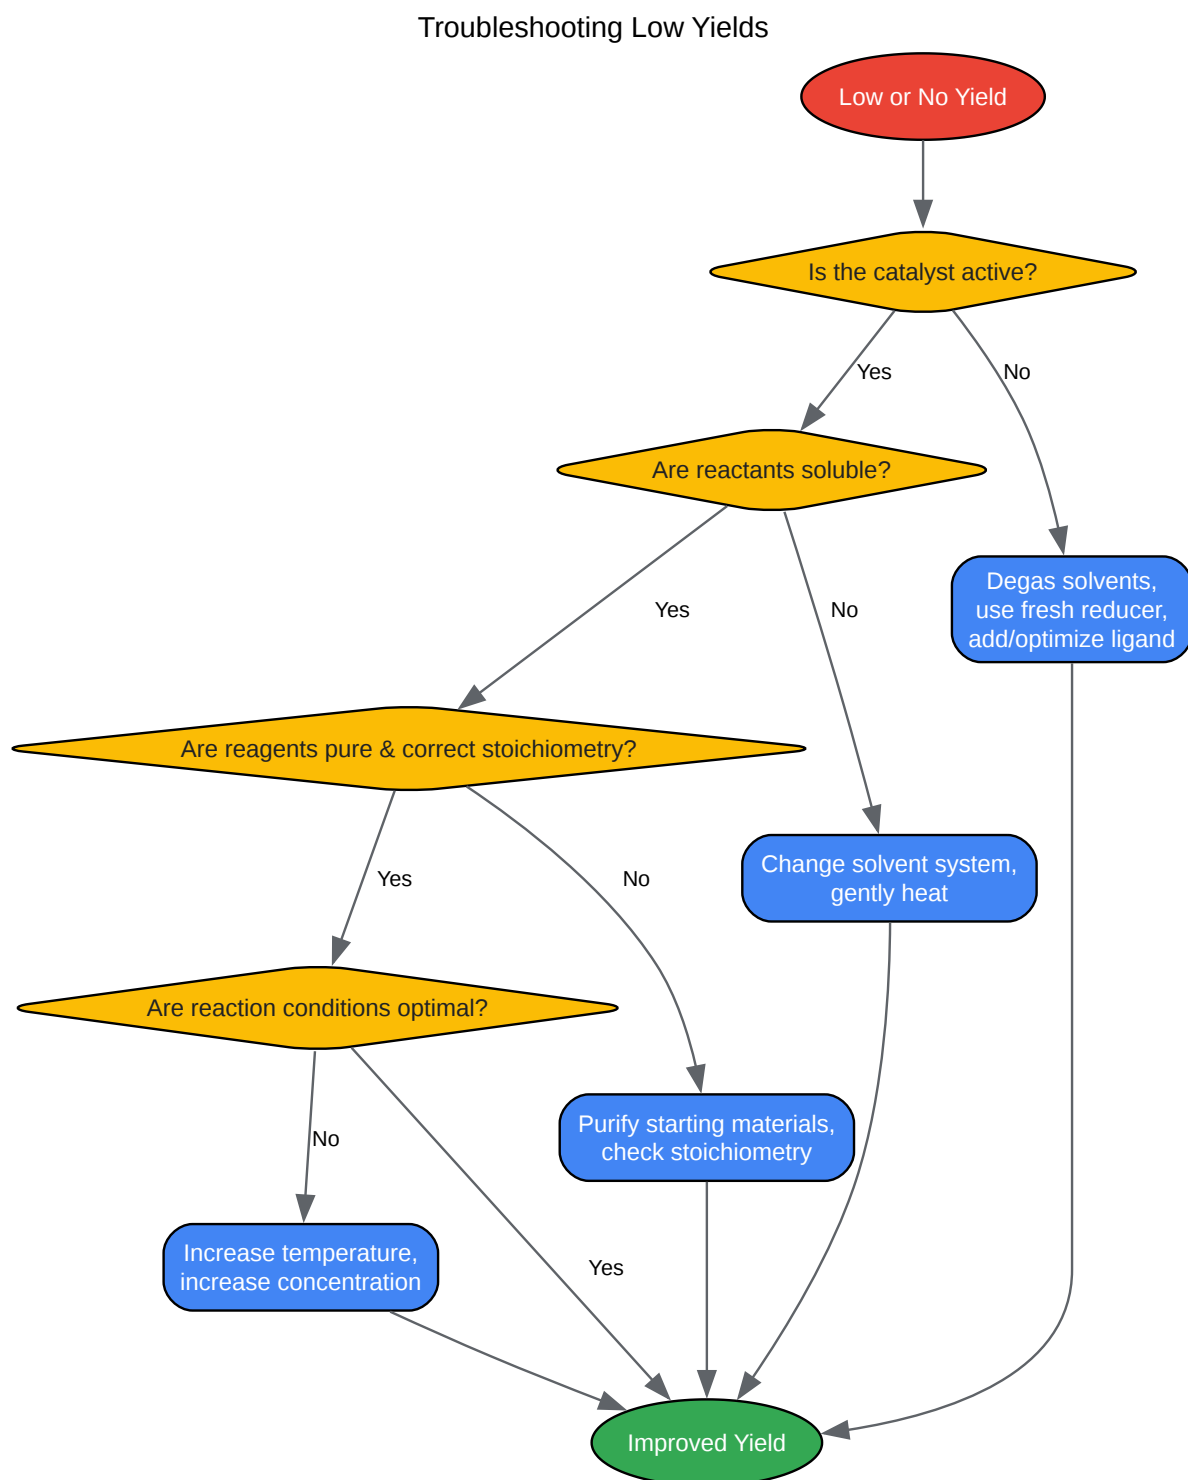 Troubleshooting Low Yields
Low or No Yield
Is the catalyst active?
Yes
No
Are reactants soluble?
Degas solvents,
use fresh reducer,
add/optimize ligand
Yes
No
Are reagents pure & correct stoichiometry?
Change solvent system,
gently heat
Yes
No
Are reaction conditions optimal?
Purify starting materials,
check stoichiometry
No
Increase temperature,
increase concentration
Yes
Improved Yield